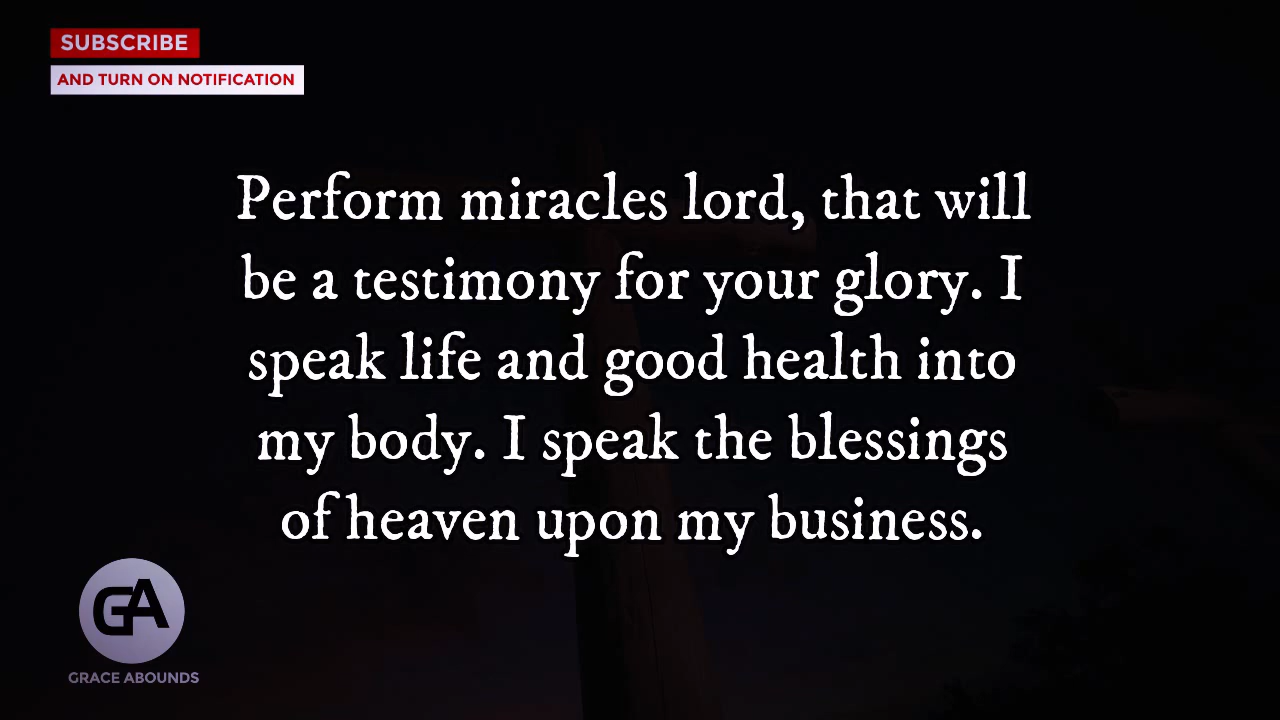 SUBSCRIBE
AND TURN ON NOTIFICATION
Perform miracles lord, that will
be a testimony for your glory. I
speak life and good health into
my body. I speak the blessings
of heaven upon my business.
GA
GRACE ABOUNDS